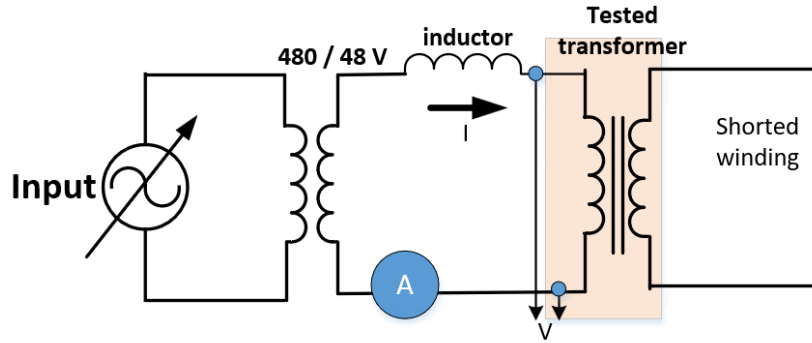 Tested
transformer
480 / 48 V
inductor
I
Input
Shorted
winding
A
V